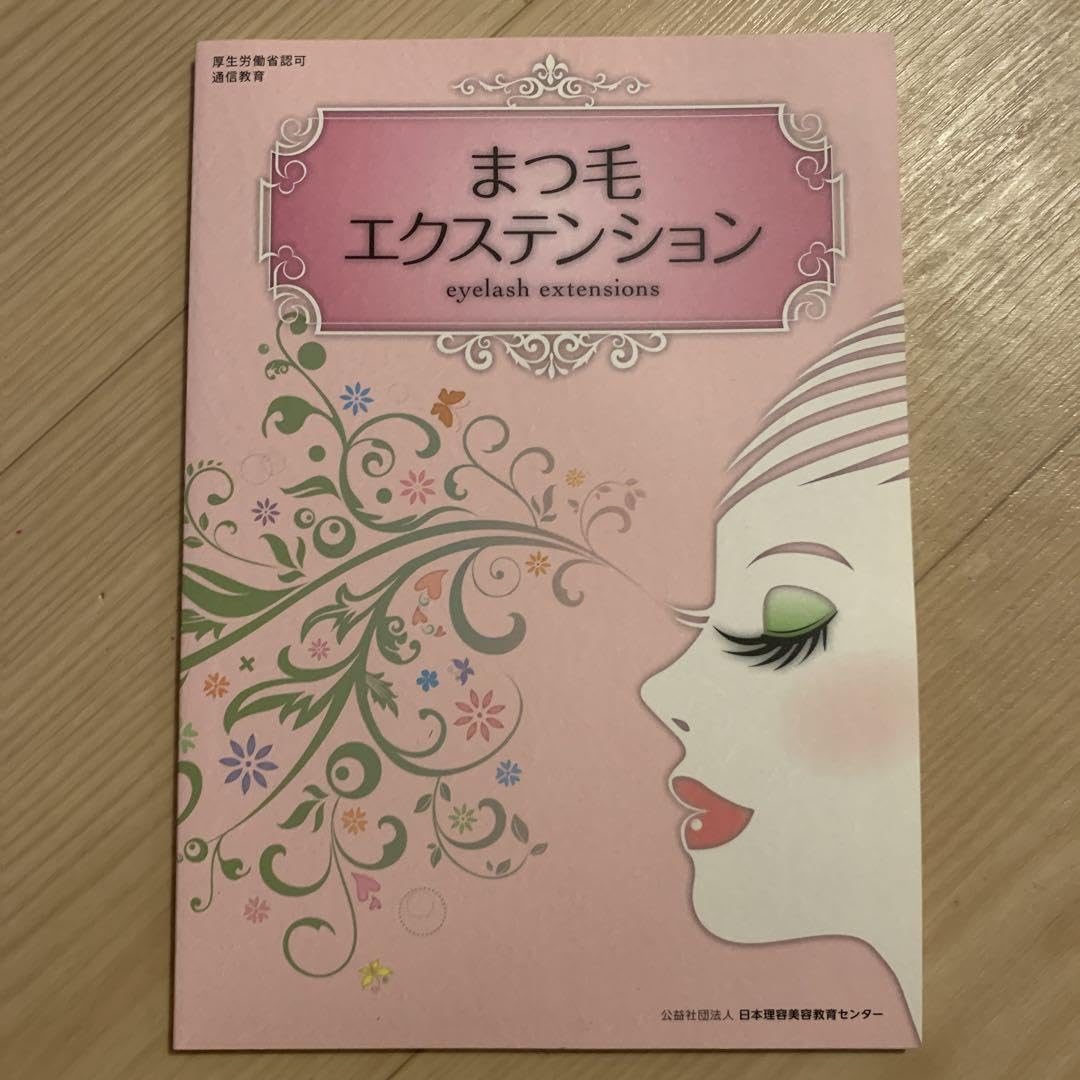 厚生労働省認可
通信教育
まつ毛
エクステンション
eyelash extensions
公益社団法人 日本理容美容教育センター